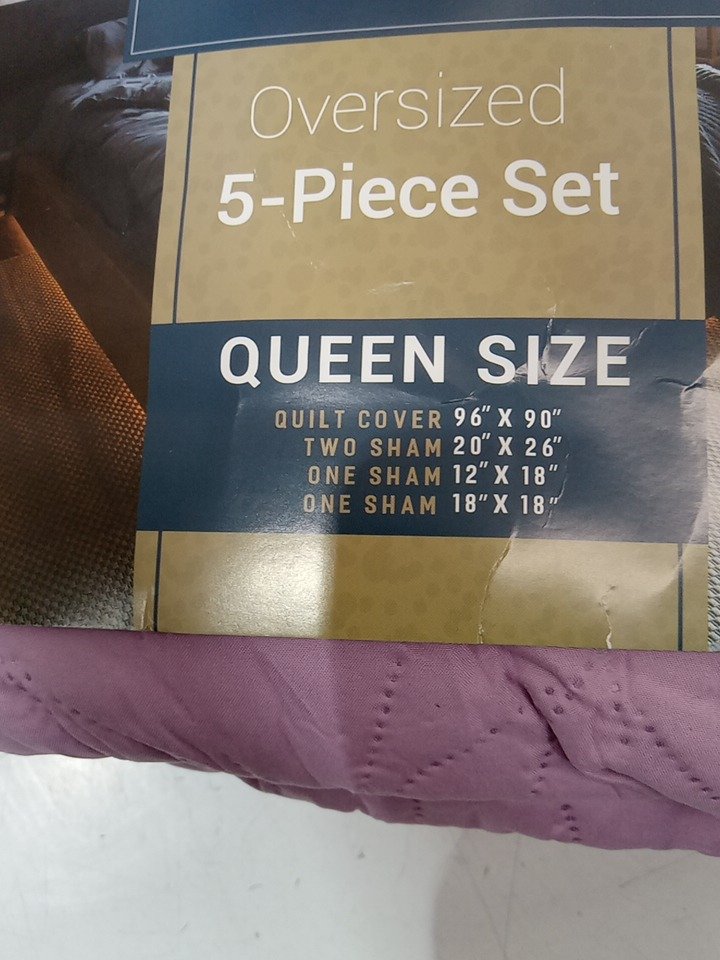 Oversized
5-Piece Set
QUEEN SIZE
QUILT COVER 96" X 90"
TWO SHAM 20" X 26"
ONE SHAM 12" X 18"
ONE SHAM 18" X 18"